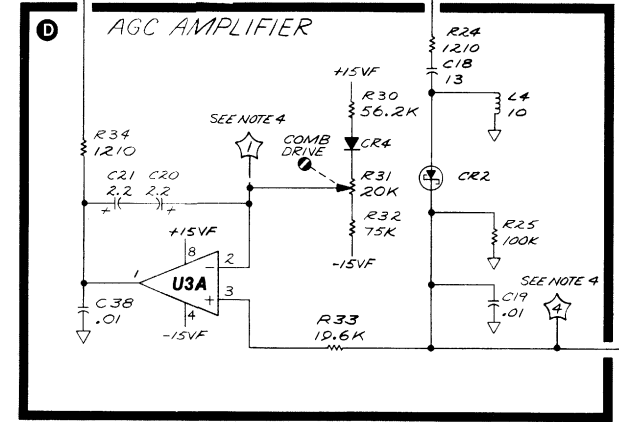 D
AGC AMPLIFIER
R24
1210
C18
13
+15VF
L4
10
R30
56.2K
SEE NOTE 4
R34
1210
1
COMB
DRIVE
CR4
C21
2.2
C20
2.2
R31
20K
CR2
+
+
R32
75K
R25
100K
+15VF
-15VF
8
2
-
SEE NOTE 4
1
U3A
+
3
C38
.01
4
C19
.01
4
-15VF
R33
19.6K